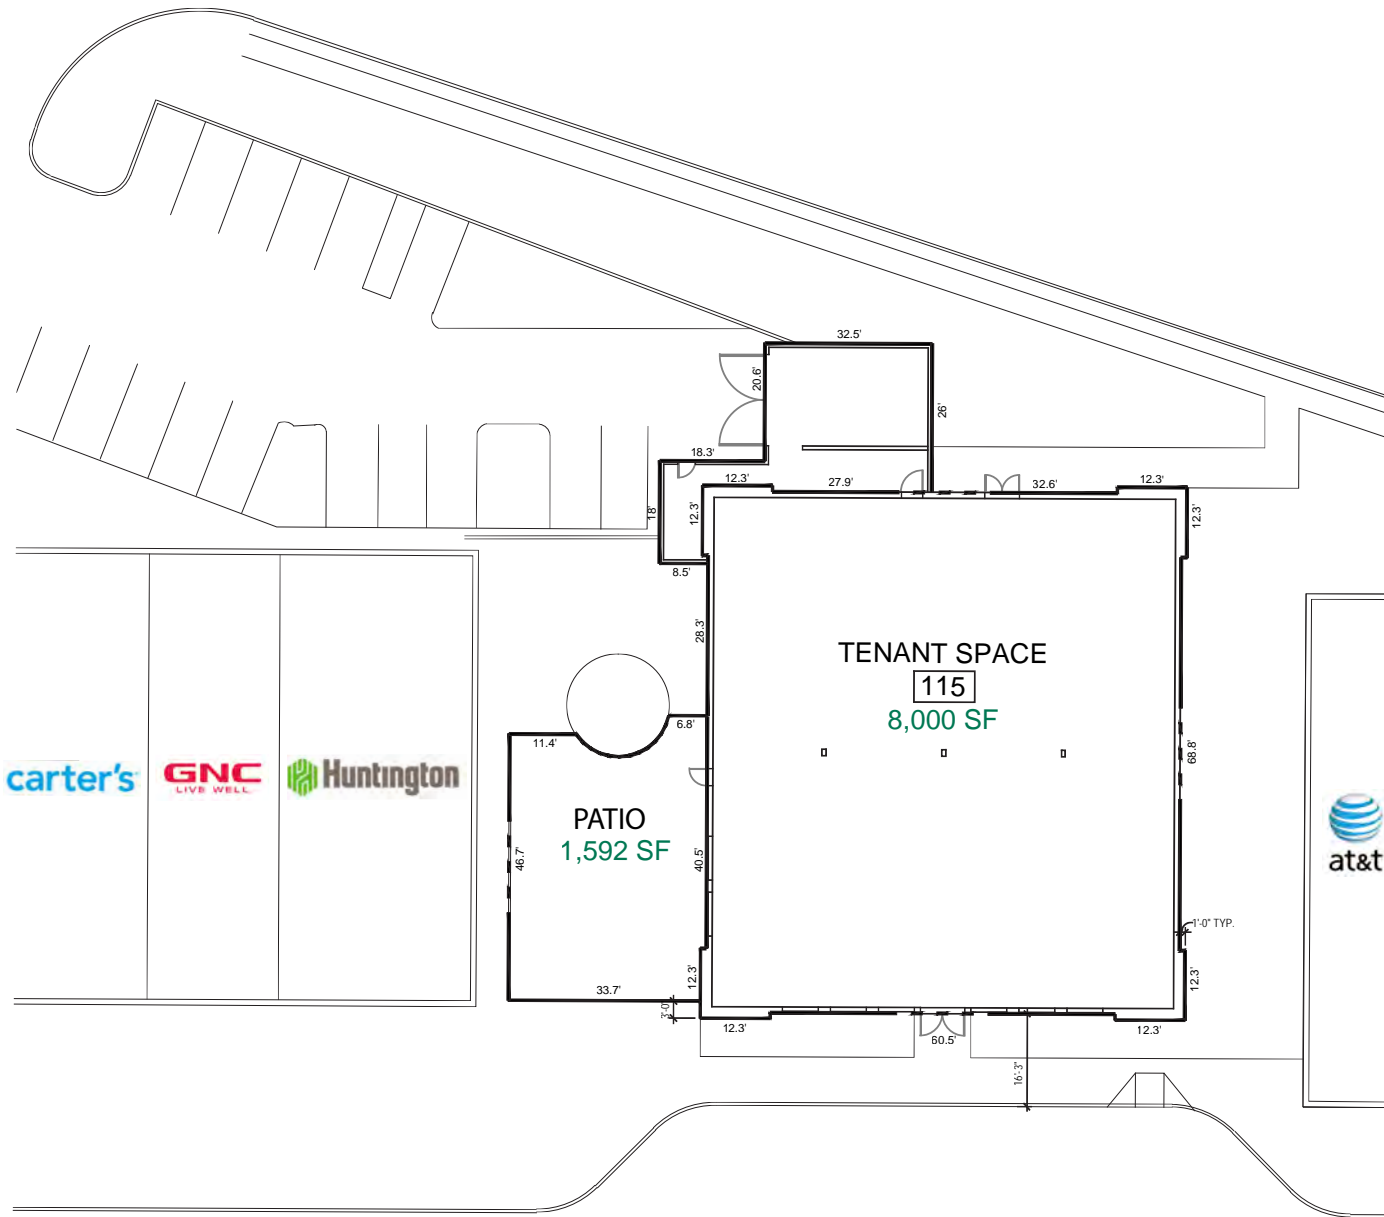 32.5'
20.6'
26'
18.3'
12.3'
27.9'
32.6'
12.3'
18'
12.3'
12.3'
8.5'
28.3'
TENANT SPACE
115
8,000 SF
6.8'
11.4'
68.8'
carter's
GNC
LIVE WELL
Huntington
PATIO
1,592 SF
46.7'
40.5'
at&t
1'-0" TYP.
12.3'
12.3'
33.7'
3'-0"
12.3'
60.5'
12.3'
16'-3"